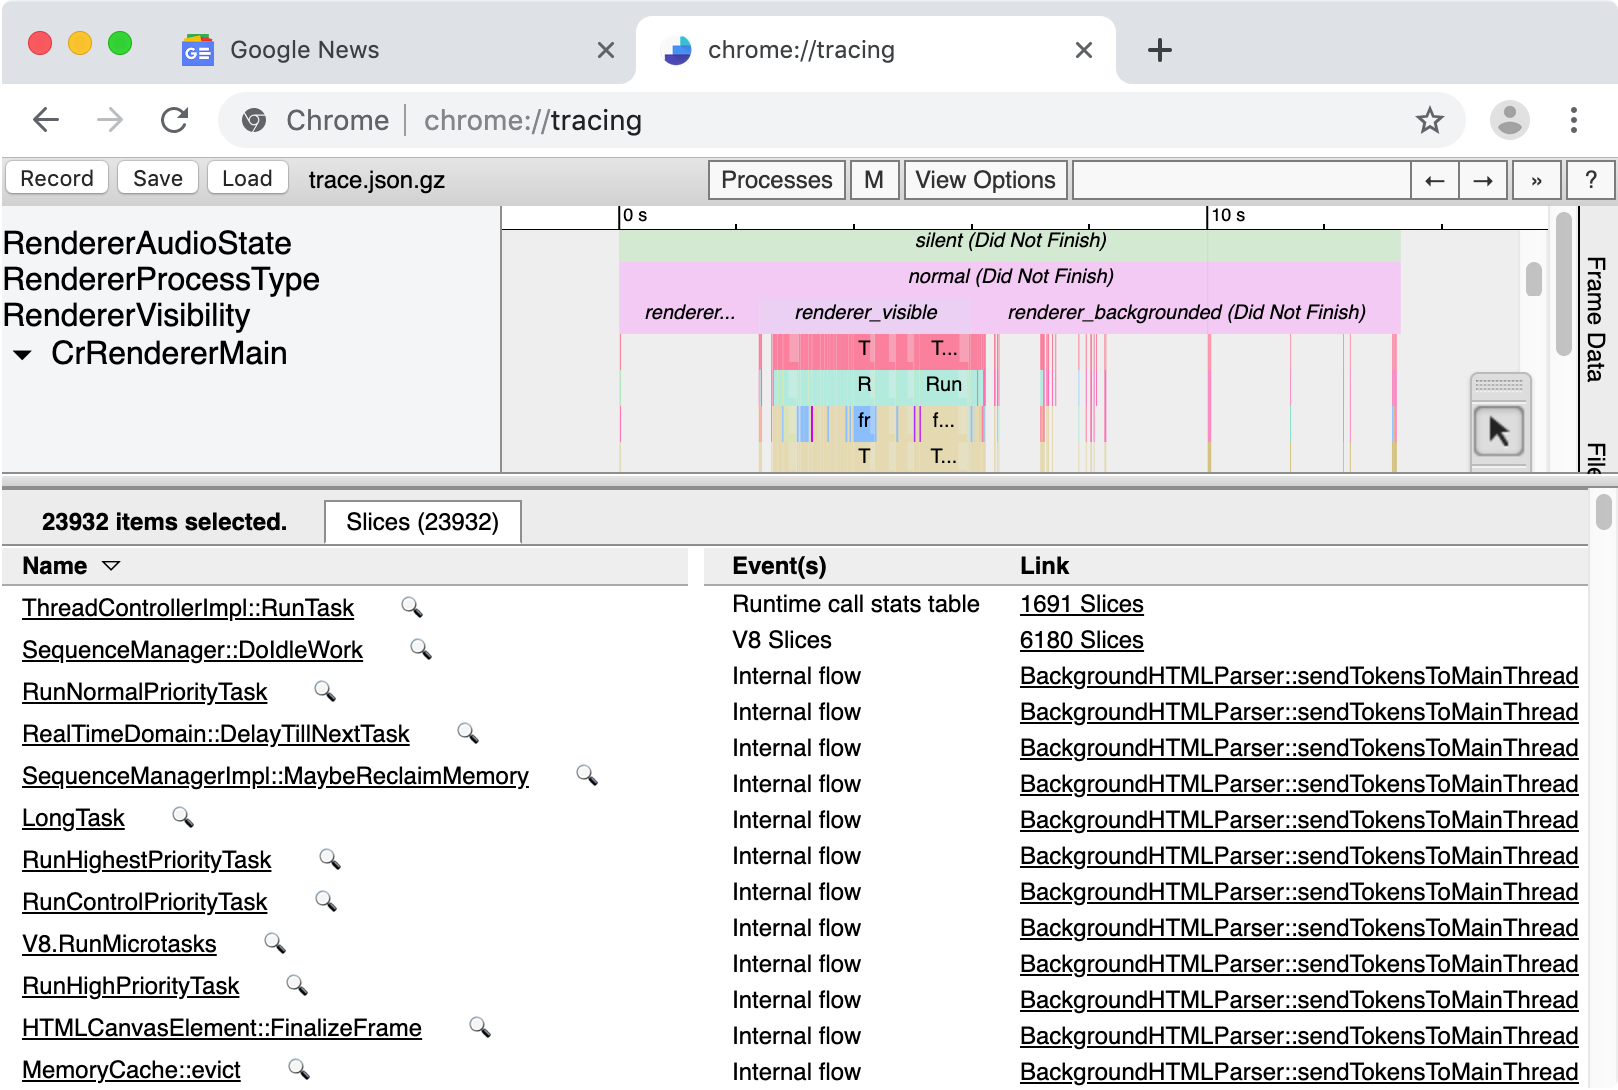 Google News
chrome://tracing
Chrome chrome://tracing
Record Save Load trace.json.gz Processes M View Options ← → » ?
0 s 10 s
RendererAudioState silent (Did Not Finish)
RendererProcessType normal (Did Not Finish)
RendererVisibility renderer... renderer_visible renderer_backgrounded (Did Not Finish)
CrRendererMain T T...
R Run
fr f...
T T...
Frame Data
File
23932 items selected. Slices (23932)
Name Event(s) Link
ThreadControllerImpl::RunTask Runtime call stats table 1691 Slices
SequenceManager::DoIdleWork V8 Slices 6180 Slices
RunNormalPriorityTask Internal flow BackgroundHTMLParser::sendTokensToMainThread
RealTimeDomain::DelayTillNextTask Internal flow BackgroundHTMLParser::sendTokensToMainThread
SequenceManagerImpl::MaybeReclaimMemory Internal flow BackgroundHTMLParser::sendTokensToMainThread
Internal flow BackgroundHTMLParser::sendTokensToMainThread
LongTask Internal flow BackgroundHTMLParser::sendTokensToMainThread
RunHighestPriorityTask Internal flow BackgroundHTMLParser::sendTokensToMainThread
RunControlPriorityTask Internal flow BackgroundHTMLParser::sendTokensToMainThread
V8.RunMicrotasks Internal flow BackgroundHTMLParser::sendTokensToMainThread
Internal flow BackgroundHTMLParser::sendTokensToMainThread
RunHighPriorityTask Internal flow BackgroundHTMLParser::sendTokensToMainThread
HTMLCanvasElement::FinalizeFrame Internal flow BackgroundHTMLParser::sendTokensToMainThread
MemoryCache::evict Internal flow BackgroundHTMLParser::sendTokensToMainThread